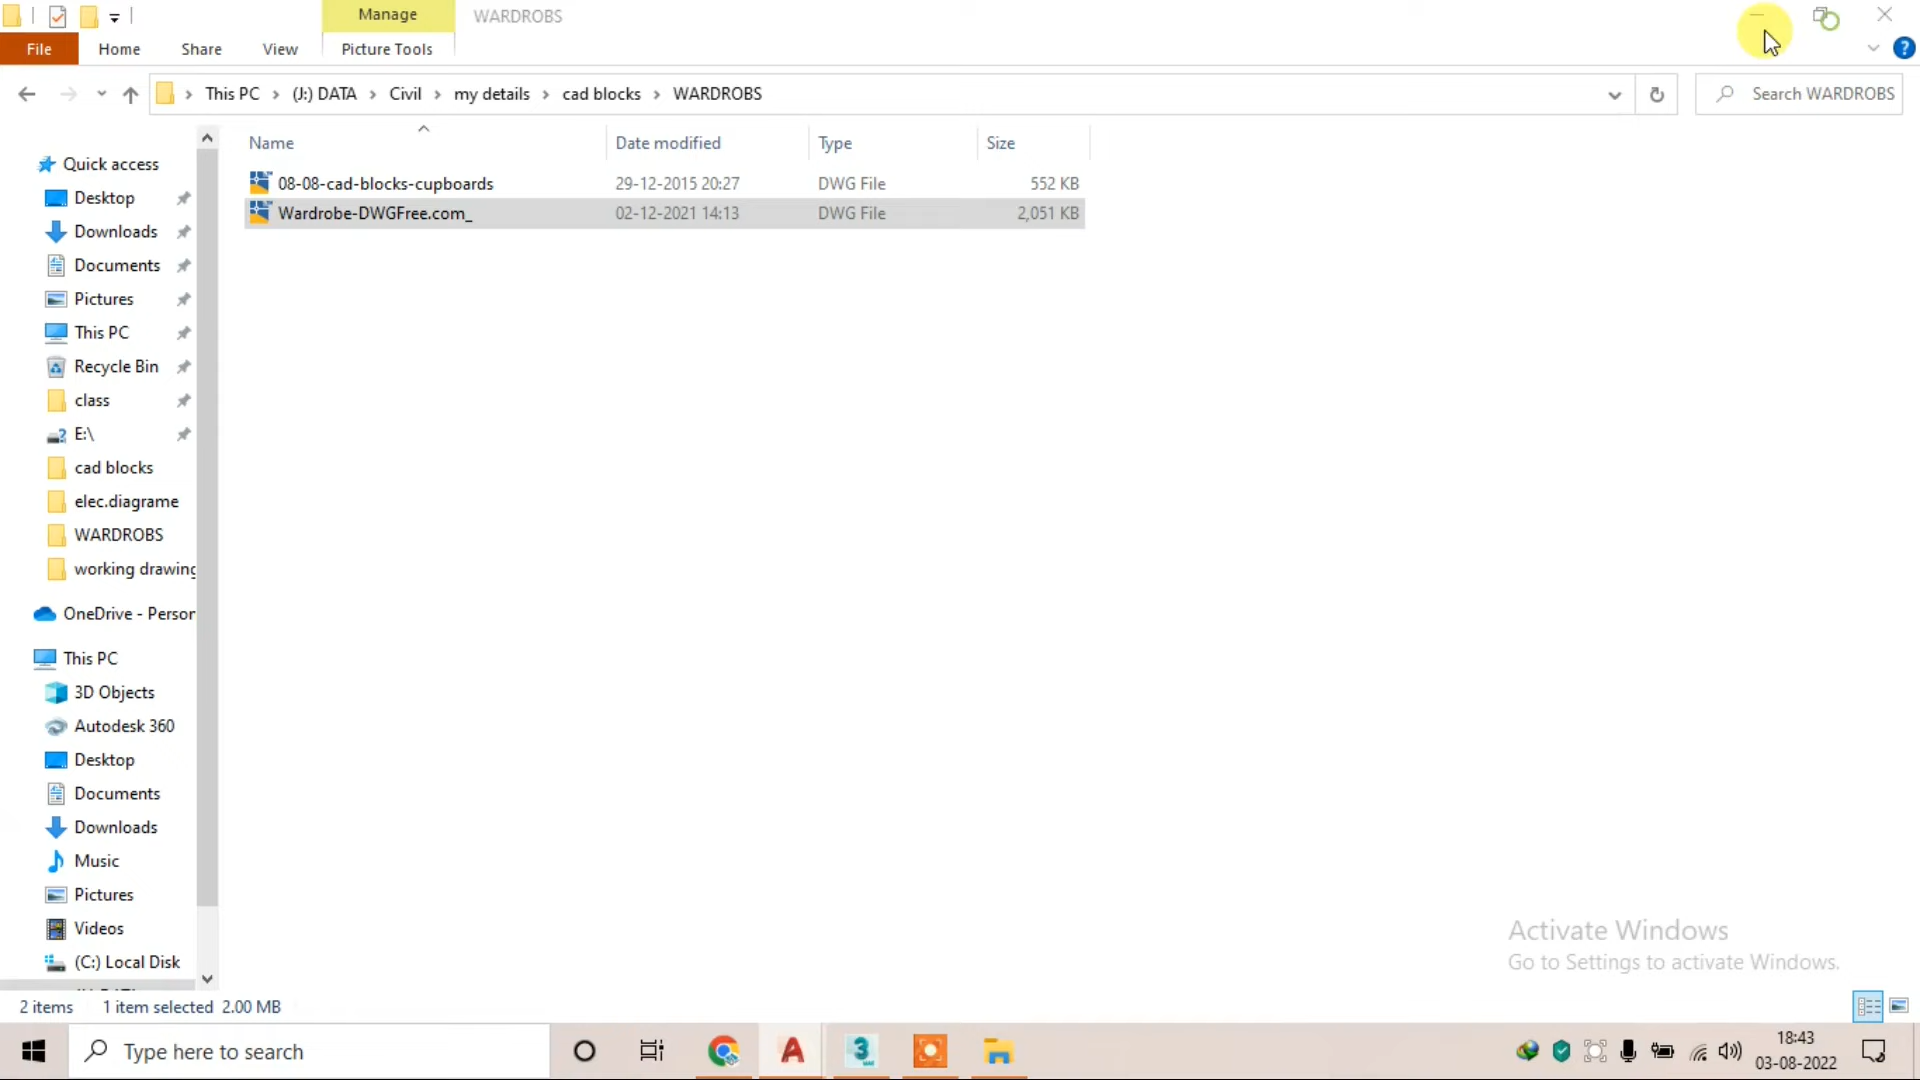 Manage
WARDROBS
File
Home
Share
View
Picture Tools
This PC
(J:) DATA
Civil
my details
cad blocks
WARDROBS
Search WARDROBS
Name
Date modified
Type
Size
08-08-cad-blocks-cupboards
29-12-2015 20:27
DWG File
552 KB
Wardrobe-DWGFree.com_
02-12-2021 14:13
DWG File
2,051 KB
Quick access
Desktop
Downloads
Documents
Pictures
This PC
Recycle Bin
class
E:\
cad blocks
elec.diagrame
WARDROBS
working drawing
OneDrive - Person
This PC
3D Objects
Autodesk 360
Desktop
Documents
Downloads
Music
Pictures
Videos
(C:) Local Disk
Activate Windows
Go to Settings to activate Windows.
2 items
1 item selected 2.00 MB
Type here to search
18:43
03-08-2022